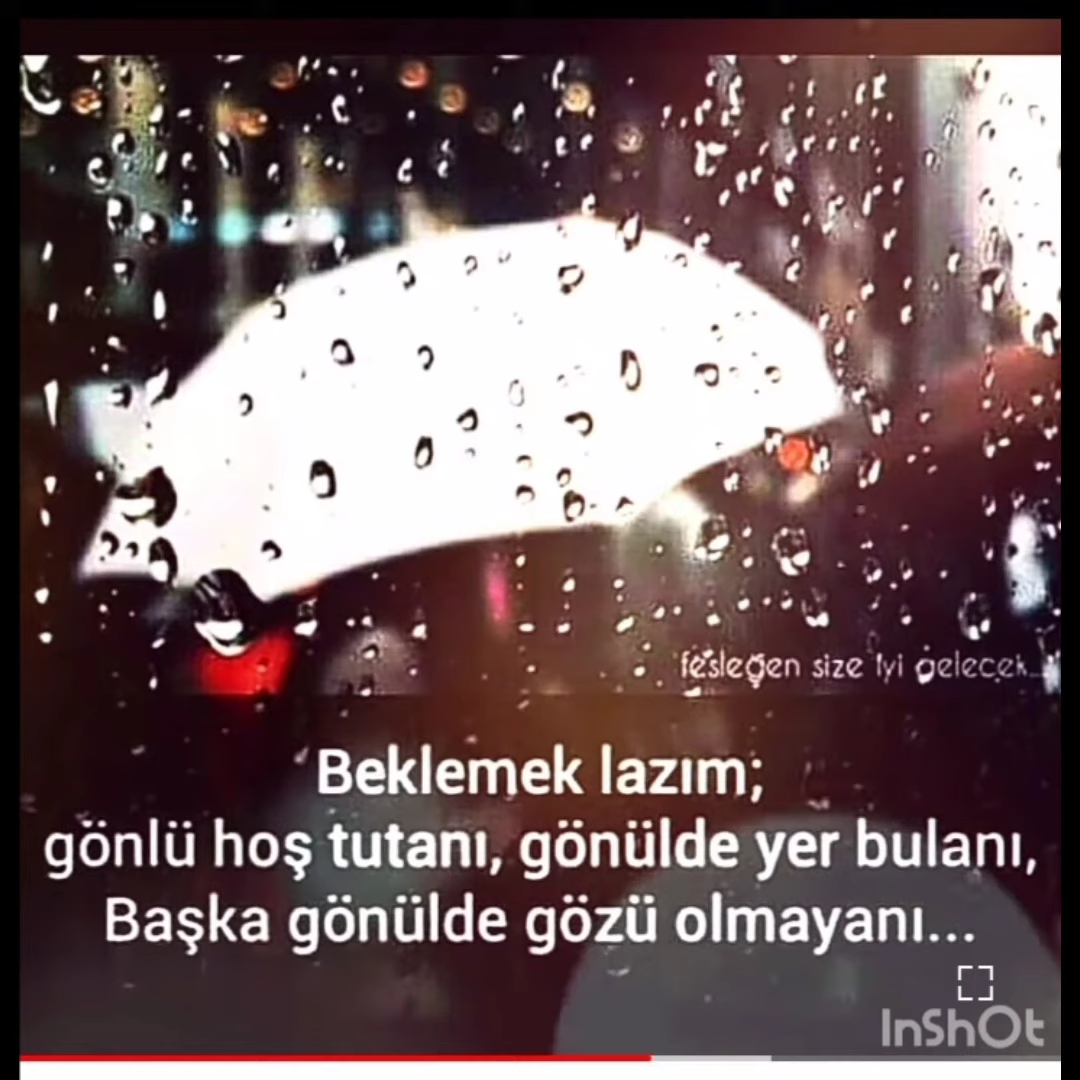 fesleğen size iyi gelecek...
Beklemek lazım;
gönlü hoş tutanı, gönülde yer bulanı,
Başka gönülde gözü olmayanı...
InShOt